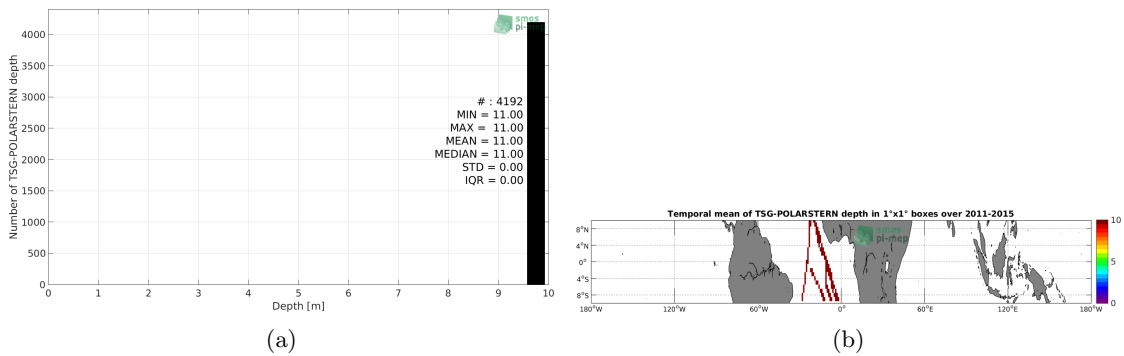 smos
pi-mep
Number of TSG-POLARSTERN depth
4000
3500
3000
2500
2000
1500
1000
500
0
# : 4192
MIN = 11.00
MAX = 11.00
MEAN = 11.00
MEDIAN = 11.00
STD = 0.00
IQR = 0.00
0 1 2 3 4 5 6 7 8 9 10
Depth [m]
(a)
Temporal mean of TSG-POLARSTERN depth in 1°x1° boxes over 2011-2015
smos
pi-mep
8°N
4°N
0°
4°S
8°S
180°W 120°W 60°W 0° 60°E 120°E 180°W
10
5
0
(b)